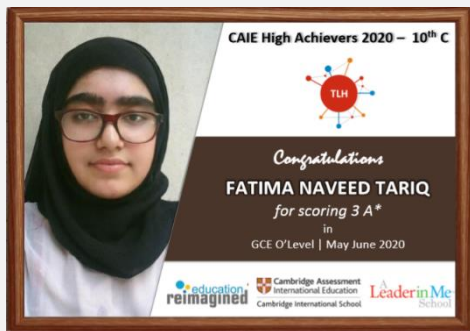 CAIE High Achievers 2020 – 10th C
TLH
Congratulations
FATIMA NAVEED TARIQ
for scoring 3 A*
in
GCE O'Level | May June 2020
education
reimagined
Cambridge Assessment
International Education
Cambridge International School
A
Leader in Me
School